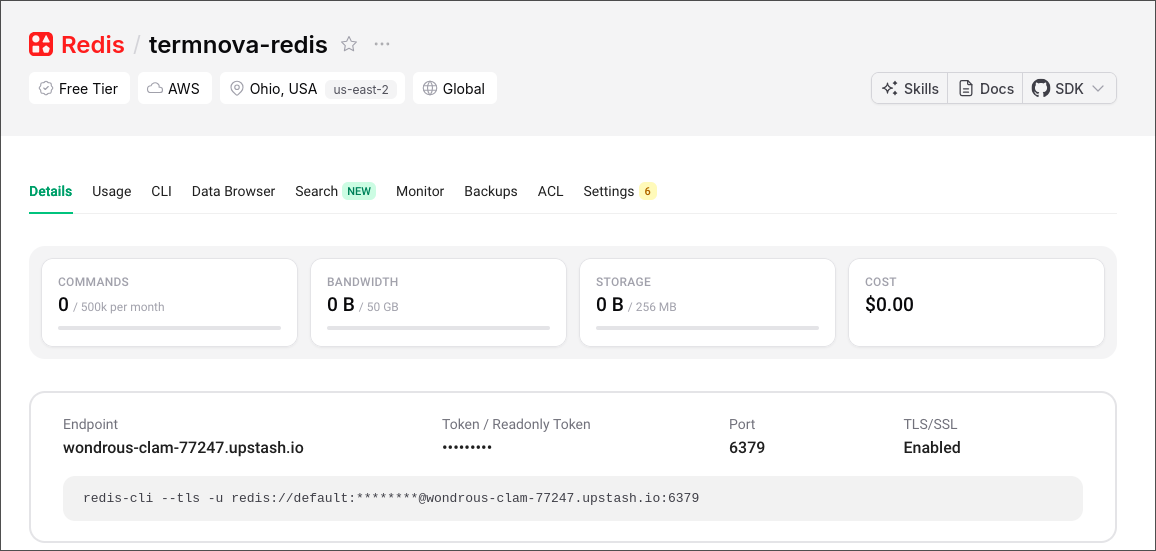 Redis / termnova-redis ···
Free Tier AWS Ohio, USA us-east-2 Global Skills Docs SDK
Details Usage CLI Data Browser Search NEW Monitor Backups ACL Settings 6
COMMANDS BANDWIDTH STORAGE COST
0 / 500k per month 0 B / 50 GB 0 B / 256 MB $0.00
Endpoint Token / Readonly Token Port TLS/SSL
wondrous-clam-77247.upstash.io ••••••••• 6379 Enabled
redis-cli --tls -u redis://default:********@wondrous-clam-77247.upstash.io:6379